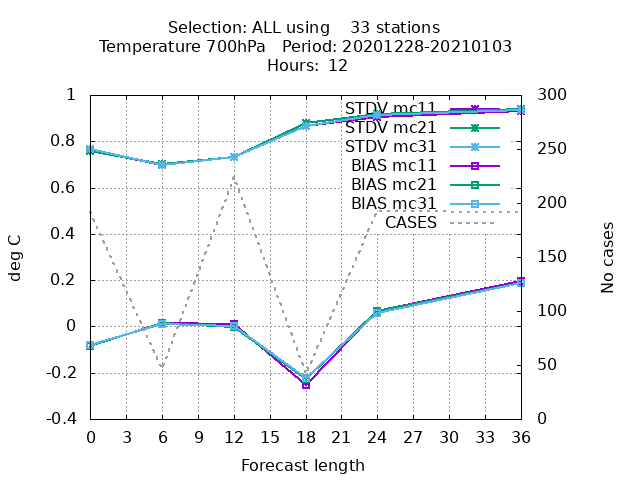 Selection: ALL using    33 stations
Temperature 700hPa   Period: 20201228-20210103
Hours: 12
1
0.8
0.6
0.4
0.2
0
-0.2
-0.4
deg C
STDV mc11
STDV mc21
STDV mc31
BIAS mc11
BIAS mc21
BIAS mc31
CASES
300
250
200
150
100
50
0
No cases
0 3 6 9 12 15 18 21 24 27 30 33 36
Forecast length